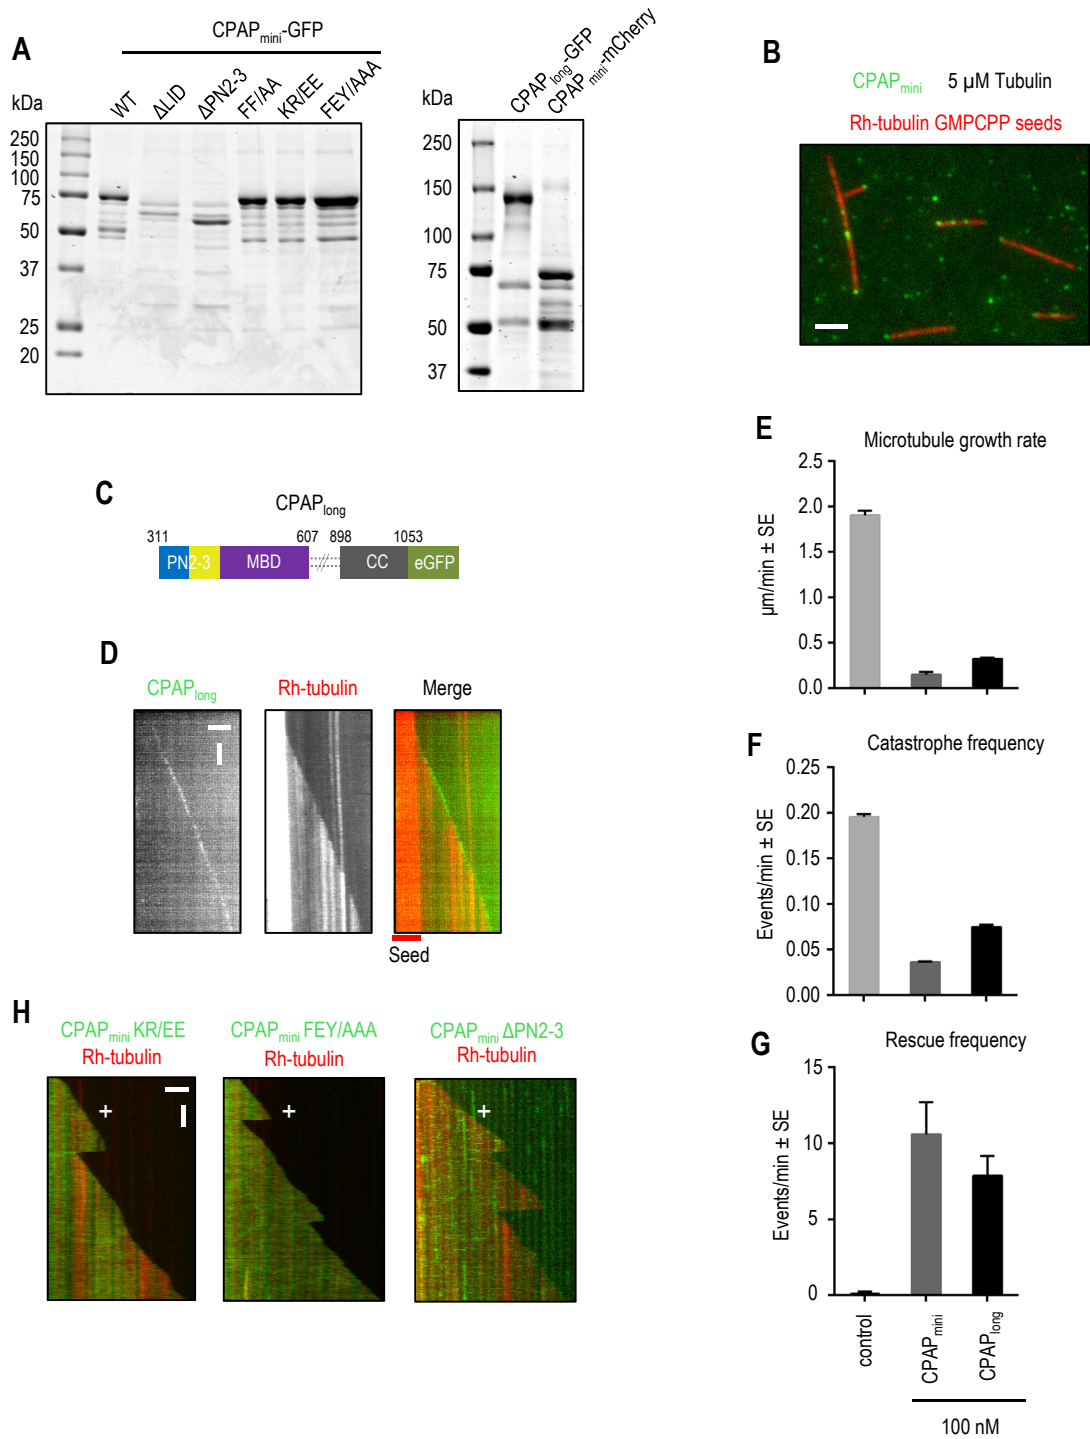 A
CPAPmini-GFP
kDa
WT
ΔLID
ΔPN2-3
FF/AA
KR/EE
FEY/AAA
250
150
100
75
50
37
25
20
kDa
CPAPlong-GFP
CPAPmini-mCherry
250
150
100
75
50
37
B
CPAPmini 5 µM Tubulin
Rh-tubulin GMPCPP seeds
C
CPAPlong
311 607 898 1053
PN2-3 MBD CC eGFP
D
CPAPlong Rh-tubulin Merge
Seed
E
Microtubule growth rate
µm/min ± SE
2.5
2.0
1.5
1.0
0.5
0.0
F
Catastrophe frequency
Events/min ± SE
0.25
0.20
0.15
0.10
0.05
0.00
G
Rescue frequency
Events/min ± SE
15
10
5
0
control
CPAPmini
CPAPlong
100 nM
H
CPAPmini KR/EE CPAPmini FEY/AAA CPAPmini ΔPN2-3
Rh-tubulin Rh-tubulin Rh-tubulin
+ + +